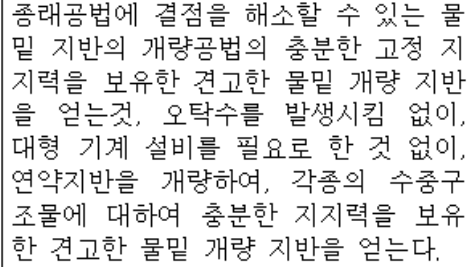 종래공법에 결점을 해소할 수 있는 물
밑 지반의 개량공법의 충분한 고정 지
지력을 보유한 견고한 물밑 개량 지반
을 얻는것, 오탁수를 발생시킴 없이,
대형 기계 설비를 필요로 한 것 없이,
연약지반을 개량하여, 각종의 수중구
조물에 대하여 충분한 지지력을 보유
한 견고한 물밑 개량 지반을 얻는다.